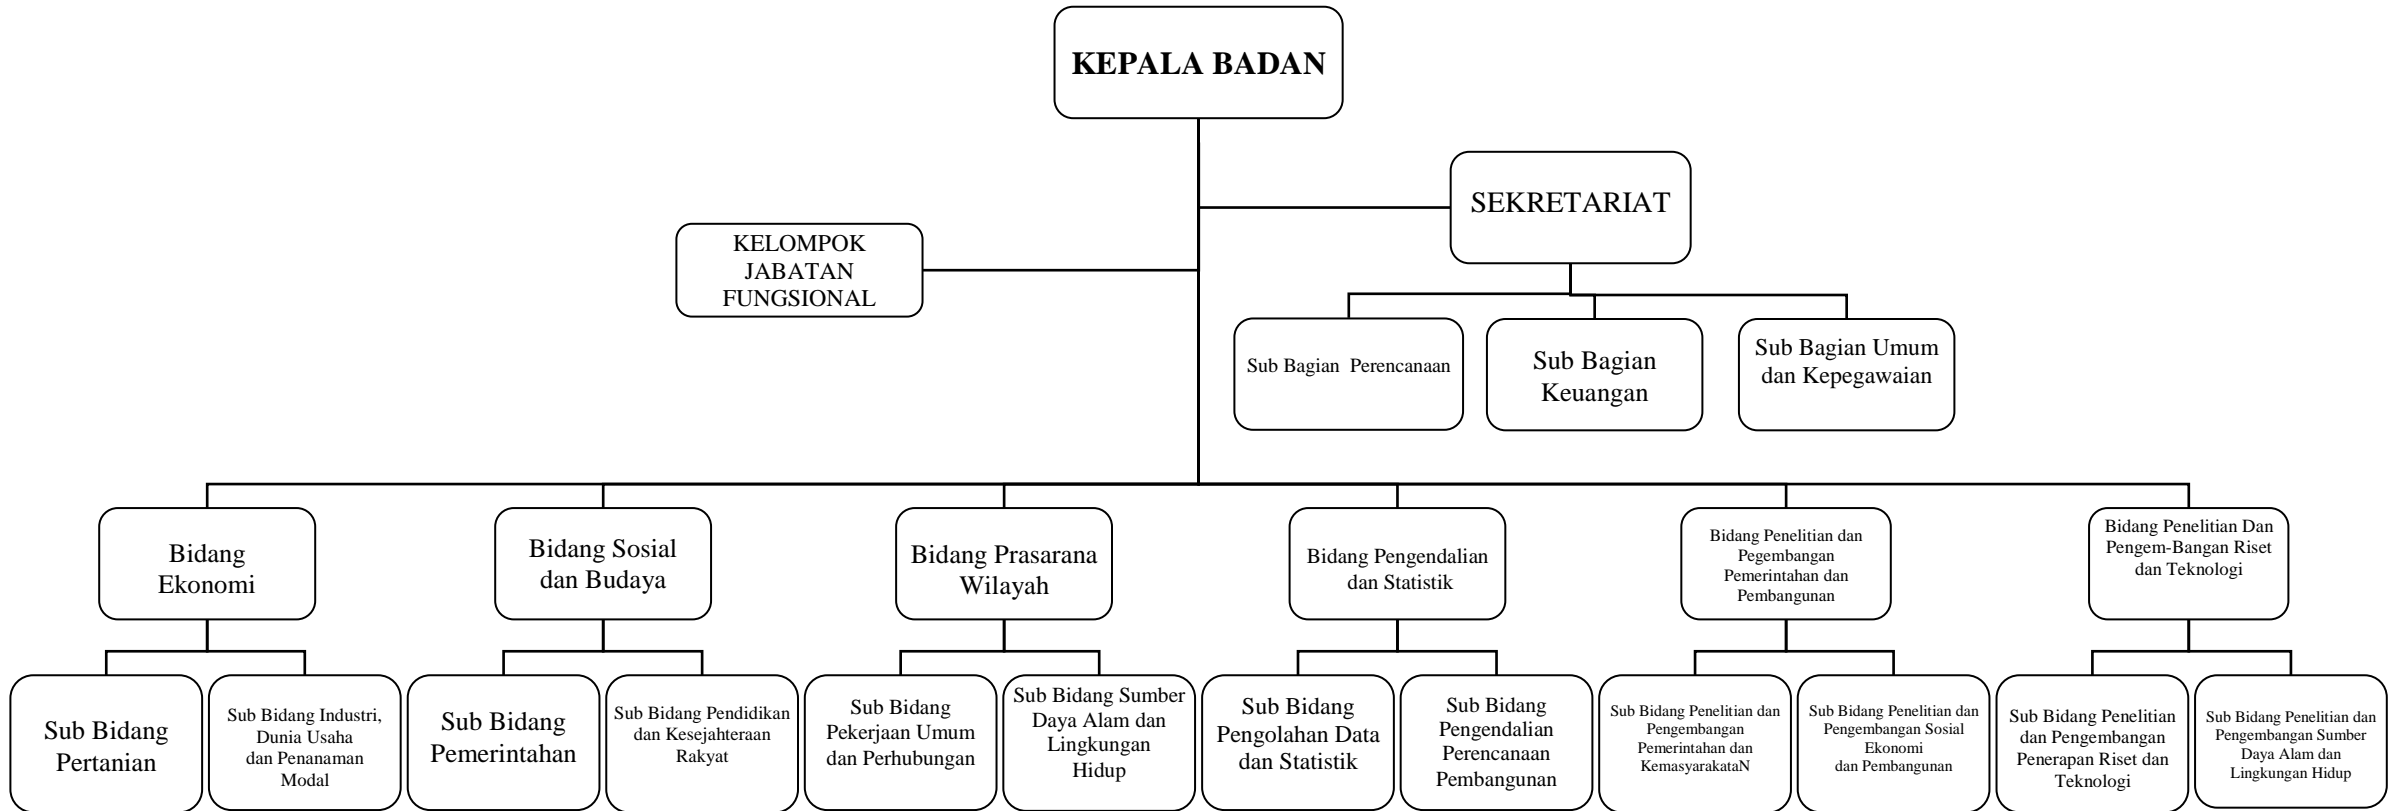 KEPALA BADAN
SEKRETARIAT
KELOMPOK
JABATAN
FUNGSIONAL
Sub Bagian Perencanaan
Sub Bagian
Keuangan
Sub Bagian Umum
dan Kepegawaian
Bidang
Ekonomi
Bidang Sosial
dan Budaya
Bidang Prasarana
Wilayah
Bidang Pengendalian
dan Statistik
Bidang Penelitian dan
Pegembangan
Pemerintahan dan
Pembangunan
Bidang Penelitian Dan
Pengem-Bangan Riset
dan Teknologi
Sub Bidang
Pertanian
Sub Bidang Industri,
Dunia Usaha
dan Penanaman
Modal
Sub Bidang
Pemerintahan
Sub Bidang Pendidikan
dan Kesejahteraan
Rakyat
Sub Bidang
Pekerjaan Umum
dan Perhubungan
Sub Bidang Sumber
Daya Alam dan
Lingkungan
Hidup
Sub Bidang
Pengolahan Data
dan Statistik
Sub Bidang
Pengendalian
Perencanaan
Pembangunan
Sub Bidang Penelitian dan
Pengembangan
Pemerintahan dan
KemasyarakataN
Sub Bidang Penelitian dan
Pengembangan Sosial
Ekonomi
dan Pembangunan
Sub Bidang Penelitian
dan Pengembangan
Penerapan Riset dan
Teknologi
Sub Bidang Penelitian dan
Pengembangan Sumber
Daya Alam dan
Lingkungan Hidup